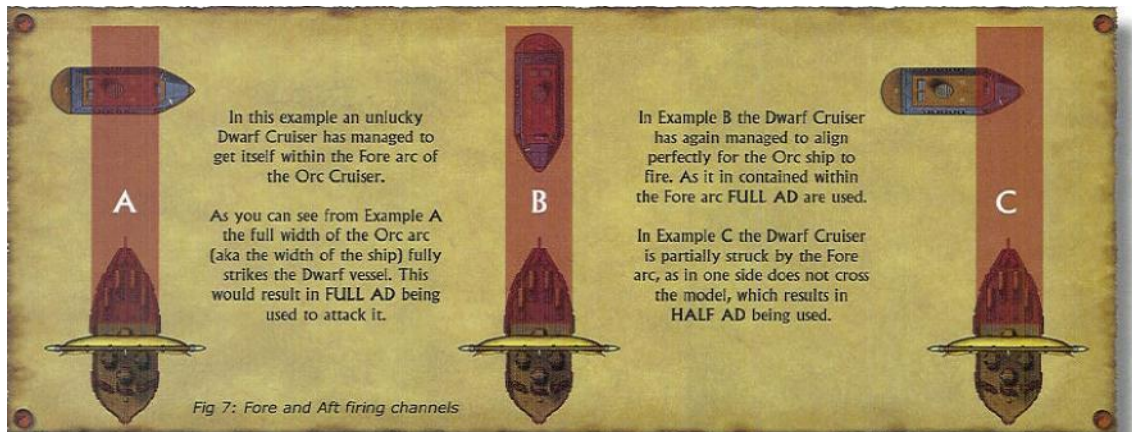 A
In this example an unlucky
Dwarf Cruiser has managed to
get itself within the Fore arc of
the Orc Cruiser.
As you can see from Example A
the full width of the Orc arc
(aka the width of the ship) fully
strikes the Dwarf vessel. This
would result in FULL AD being
used to attack it.
B
In Example B the Dwarf Cruiser
has again managed to align
perfectly for the Orc ship to
fire. As it in contained within
the Fore arc FULL AD are used.
In Example C the Dwarf Cruiser
is partially struck by the Fore
arc, as in one side does not cross
the model, which results in
HALF AD being used.
C
Fig 7: Fore and Aft firing channels